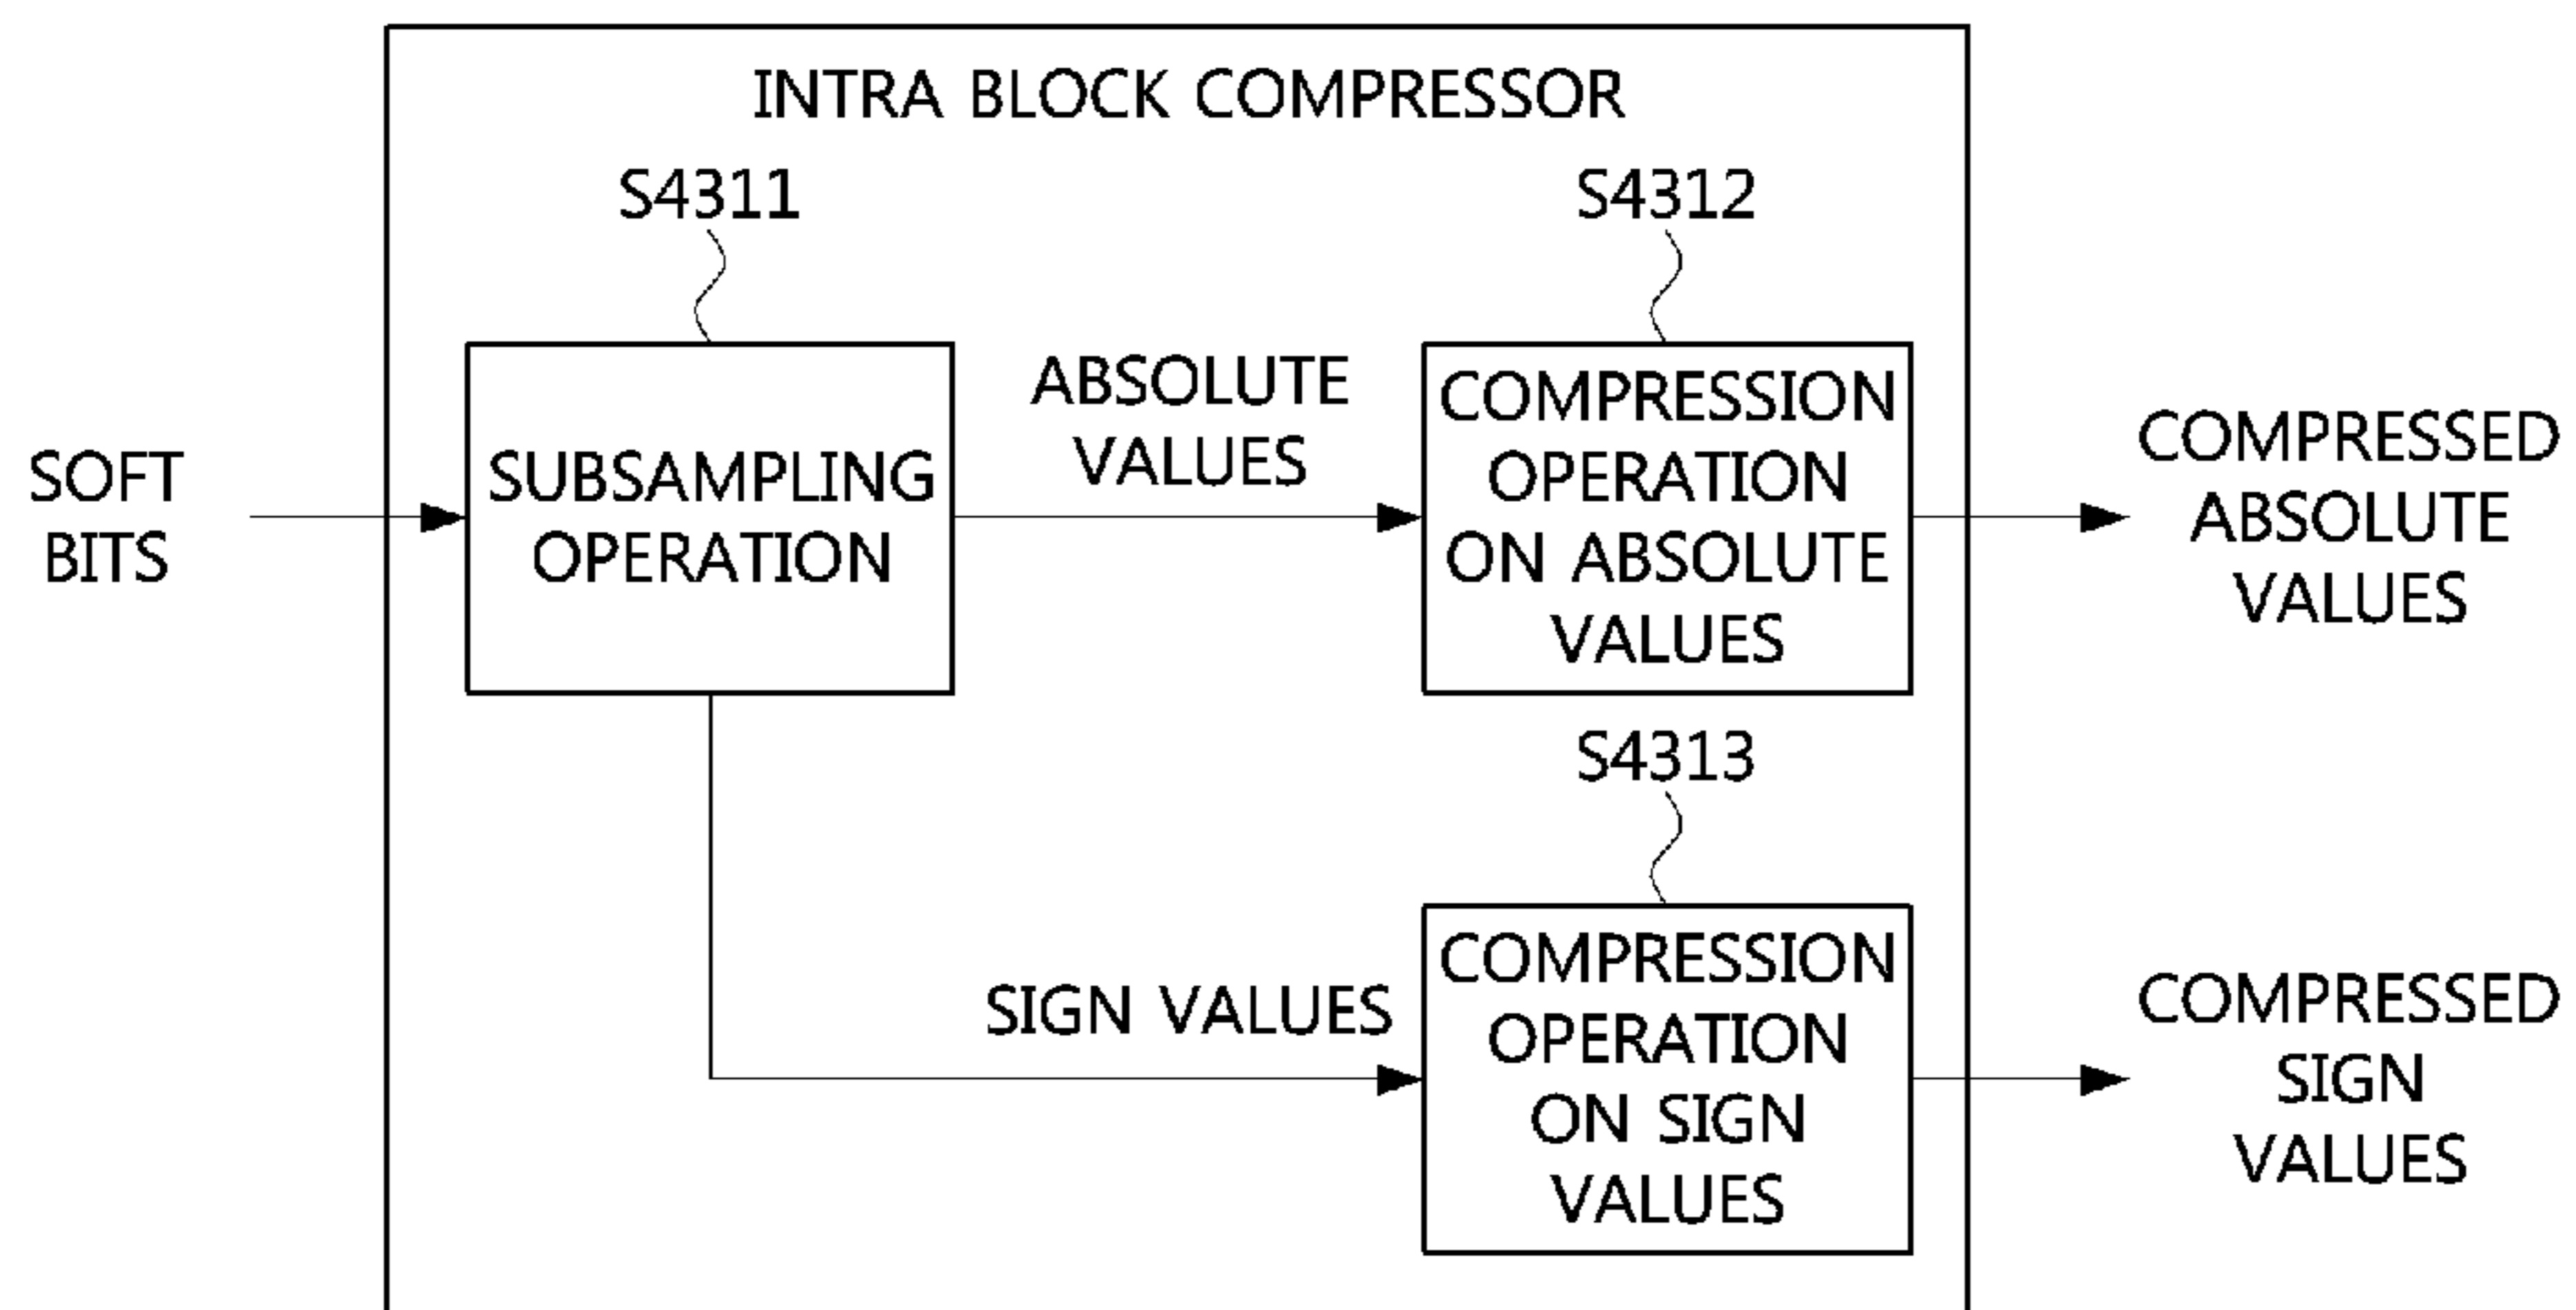 INTRA BLOCK COMPRESSOR
S4311
S4312
SOFT
BITS
SUBSAMPLING
OPERATION
ABSOLUTE
VALUES
COMPRESSION
OPERATION
ON ABSOLUTE
VALUES
COMPRESSED
ABSOLUTE
VALUES
S4313
SIGN VALUES
COMPRESSION
OPERATION
ON SIGN
VALUES
COMPRESSED
SIGN
VALUES